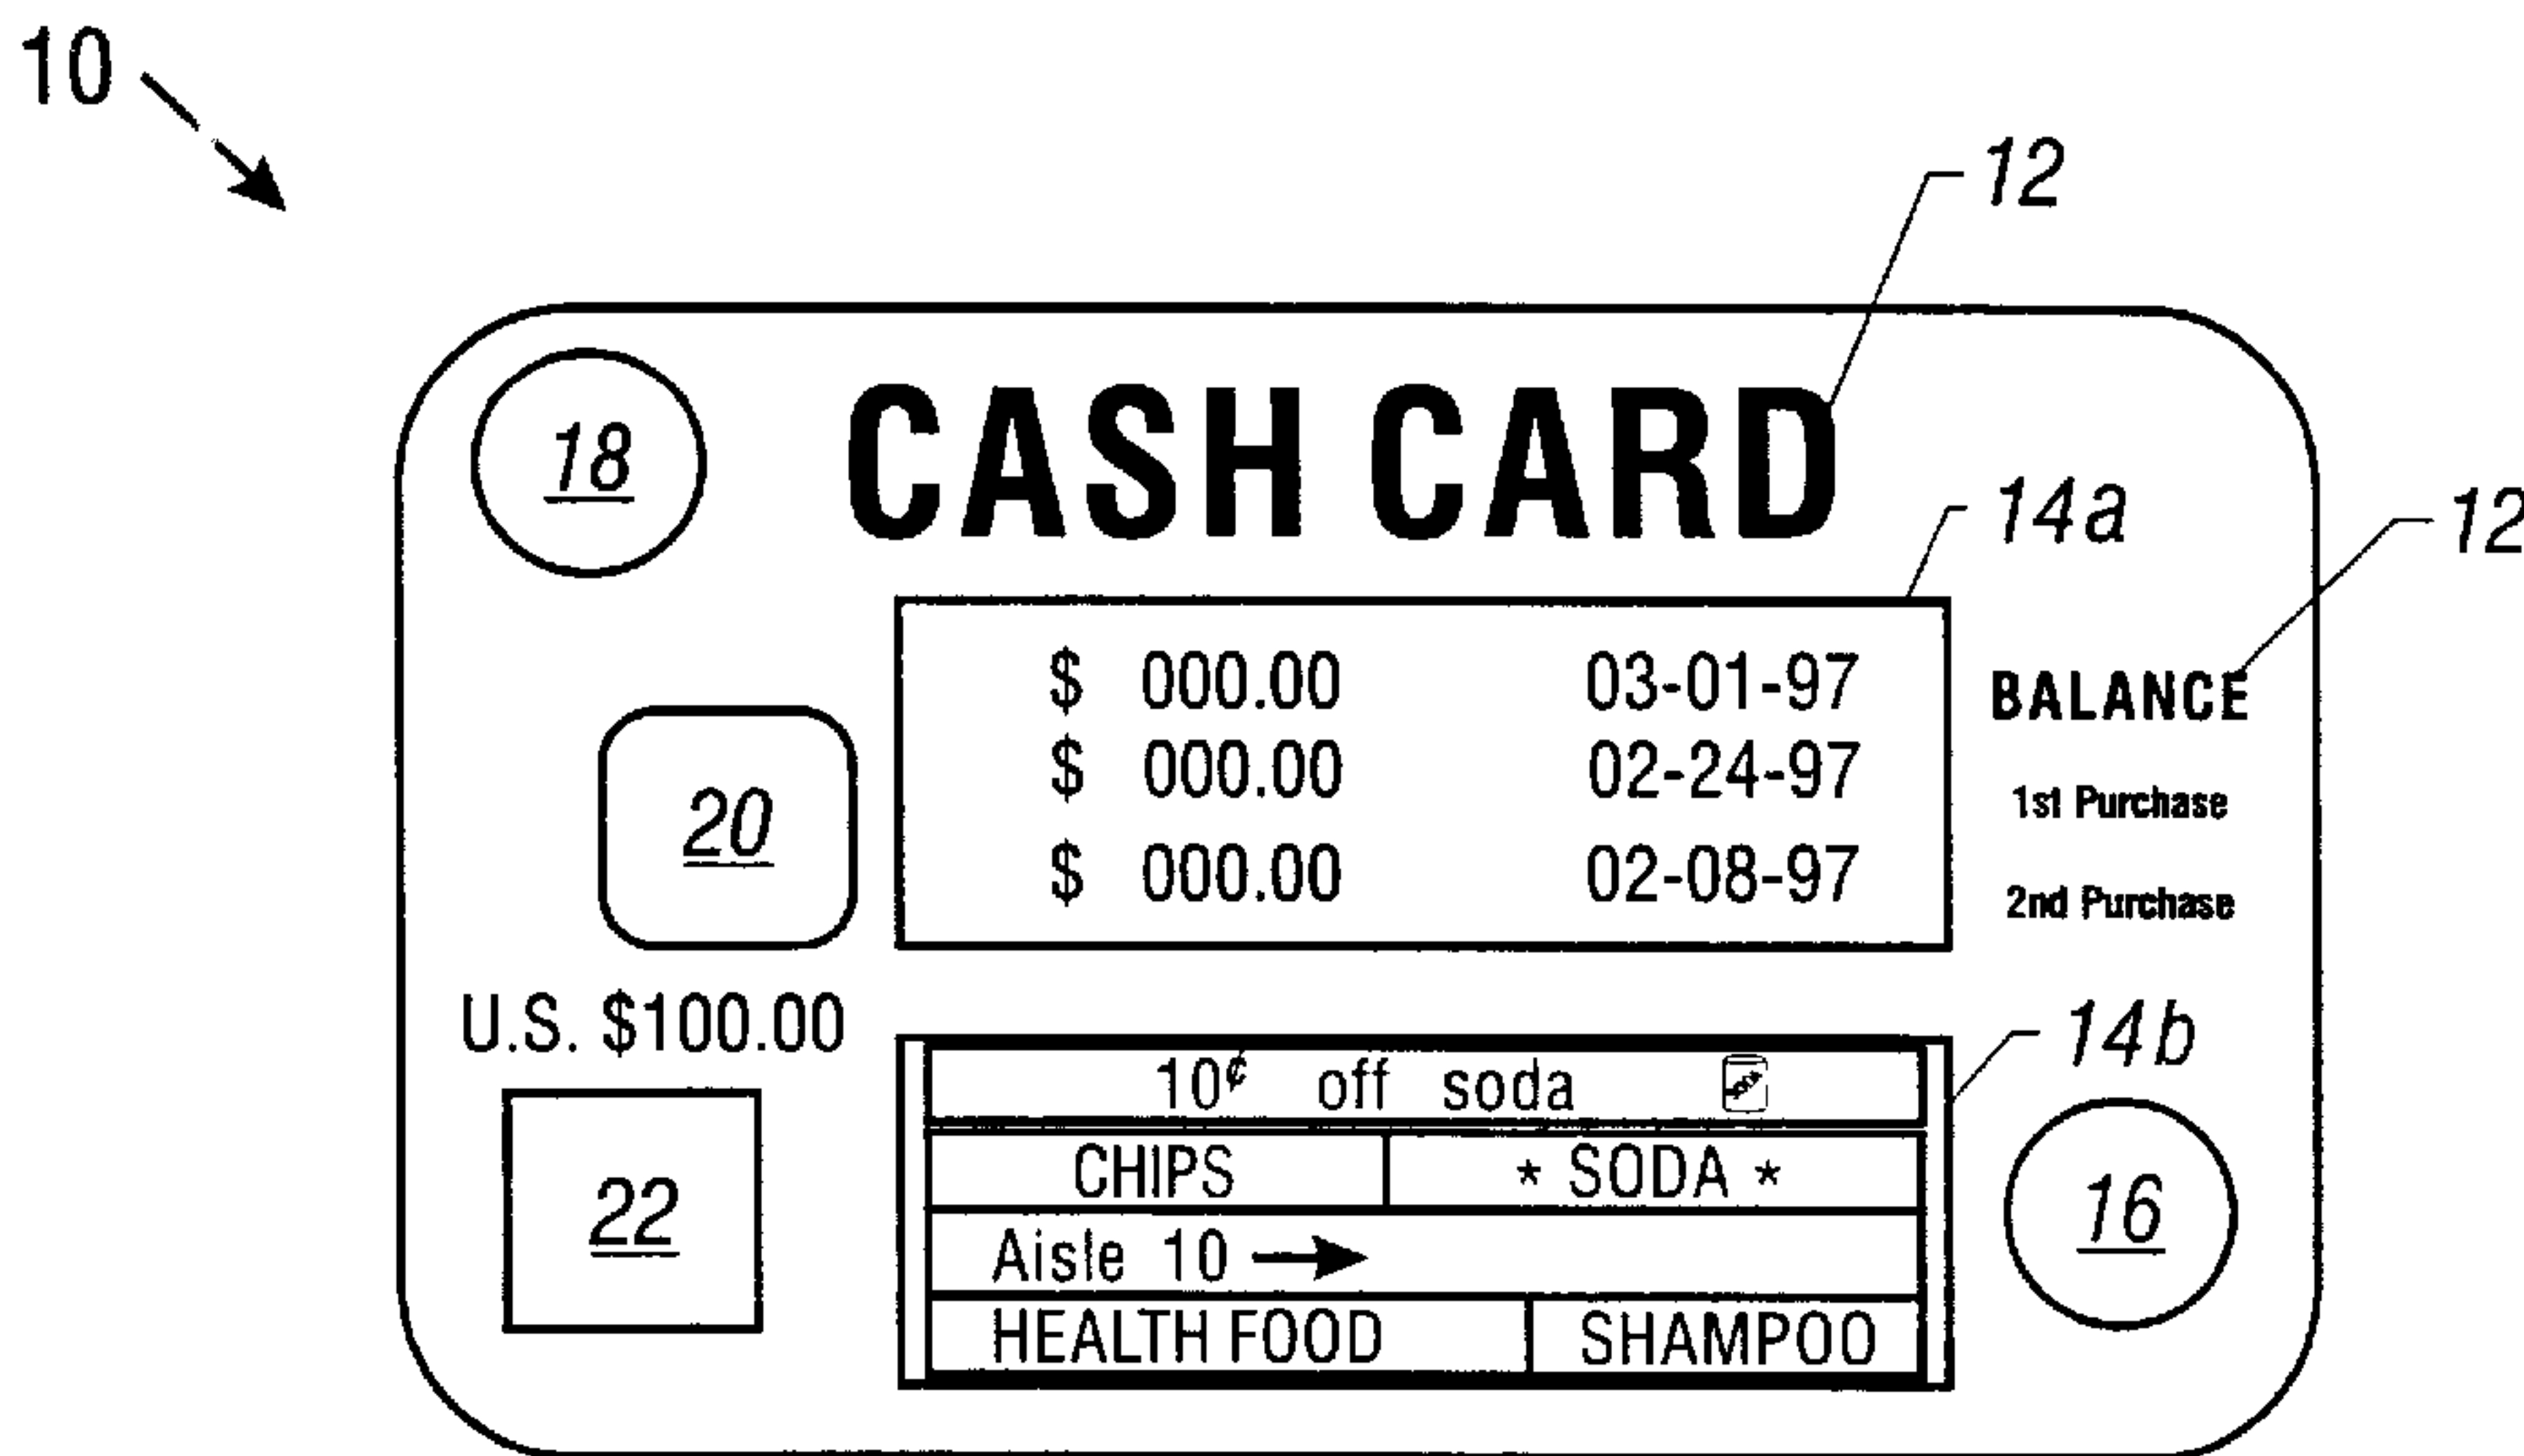 10
12
18
CASH CARD
14a
12
$ 000.00 03-01-97 BALANCE
$ 000.00 02-24-97 1st Purchase
20
$ 000.00 02-08-97 2nd Purchase
U.S. $100.00
14b
10¢ off soda
CHIPS * SODA *
22
16
Aisle 10
HEALTH FOOD SHAMPOO